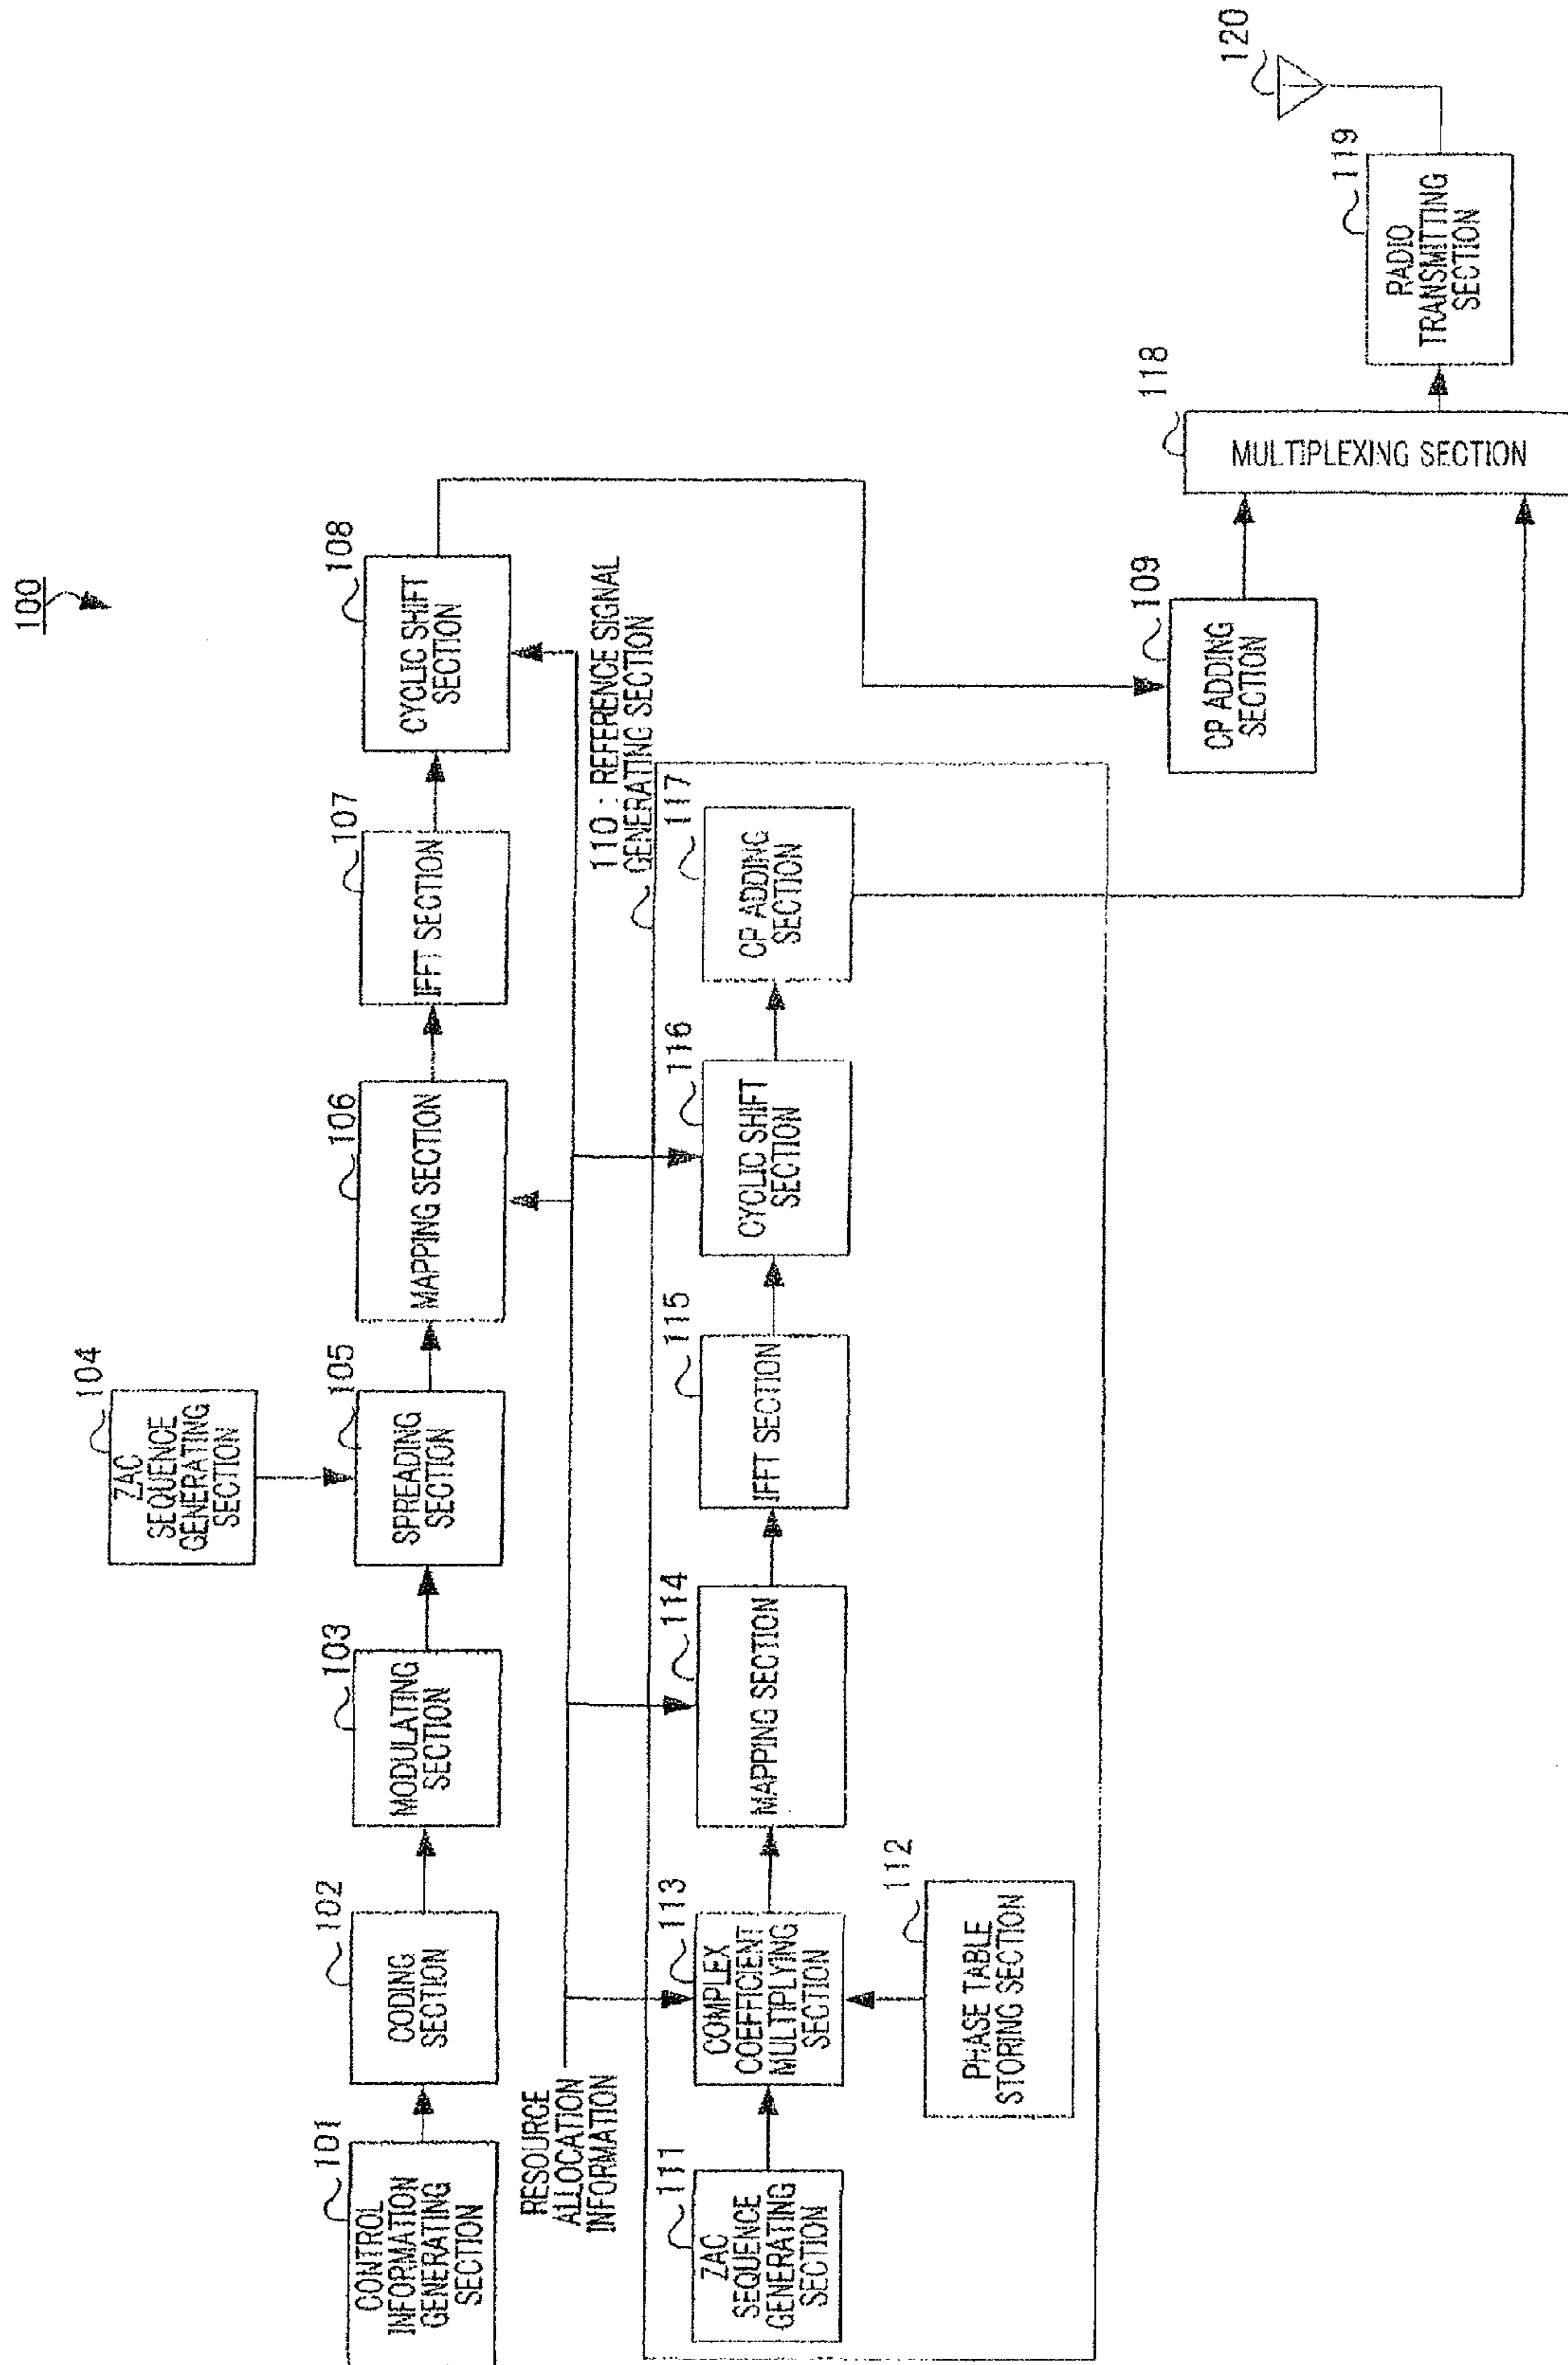 100
104
ZAC
SEQUENCE
GENERATING
SECTION
101
CONTROL
INFORMATION
GENERATING
SECTION
102
CODING
SECTION
103
MODULATING
SECTION
105
SPREADING
SECTION
106
MAPPING SECTION
107
IFFT SECTION
108
CYCLIC SHIFT
SECTION
RESOURCE
ALLOCATION
INFORMATION
110 : REFERENCE SIGNAL
GENERATING SECTION
111
ZAC
SEQUENCE
GENERATING
SECTION
113
COMPLEX
COEFFICIENT
MULTIPLYING
SECTION
114
MAPPING SECTION
115
IFFT SECTION
116
CYCLIC SHIFT
SECTION
117
CP ADDING
SECTION
112
PHASE TABLE
STORING SECTION
109
CP ADDING
SECTION
118
MULTIPLEXING SECTION
119
RADIO
TRANSMITTING
SECTION
120